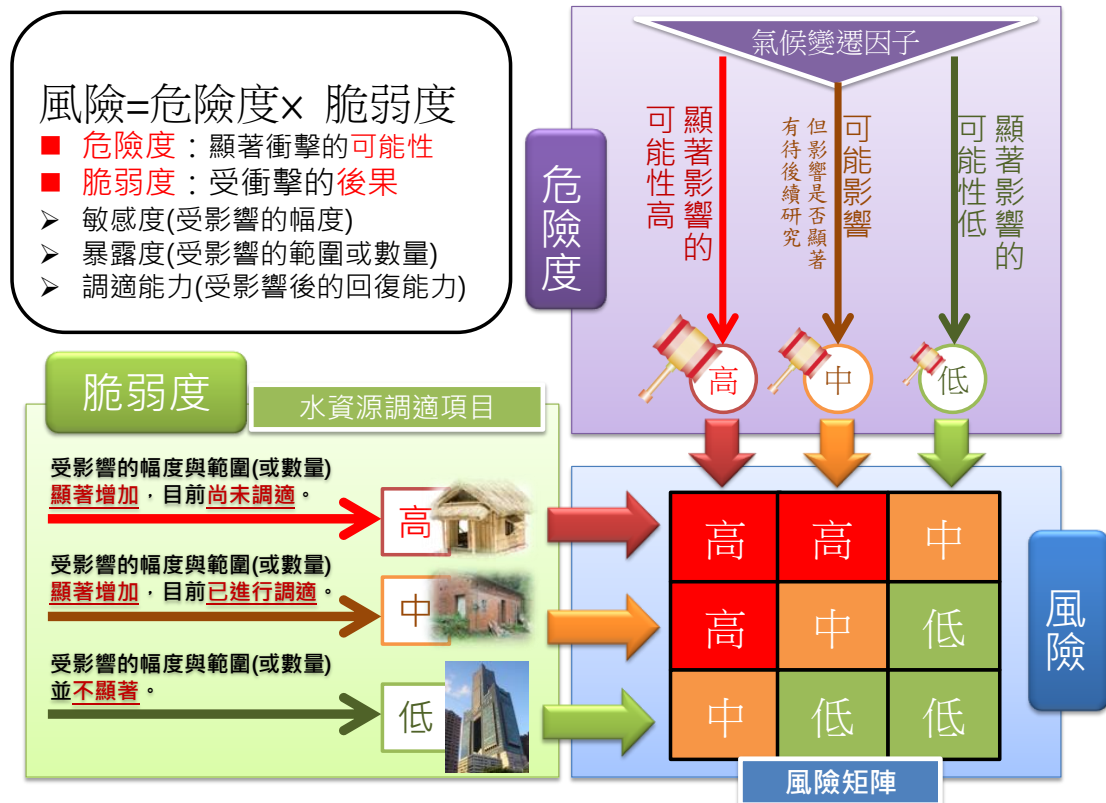 風險=危險度x 脆弱度
■ 危險度：顯著衝擊的可能性
■ 脆弱度：受衝擊的後果
➢ 敏感度(受影響的幅度)
➢ 暴露度(受影響的範圍或數量)
➢ 調適能力(受影響後的回復能力)
氣候變遷因子
危險度
顯著影響的
可能性高
可能影響
但影響是否顯著
有待後續研究
顯著影響的
可能性低
高
中
低
脆弱度
水資源調適項目
受影響的幅度與範圍(或數量)
顯著增加，目前尚未調適。
高
受影響的幅度與範圍(或數量)
顯著增加，目前已進行調適。
中
受影響的幅度與範圍(或數量)
並不顯著。
低
高 高 中
高 中 低
中 低 低
風險
風險矩陣